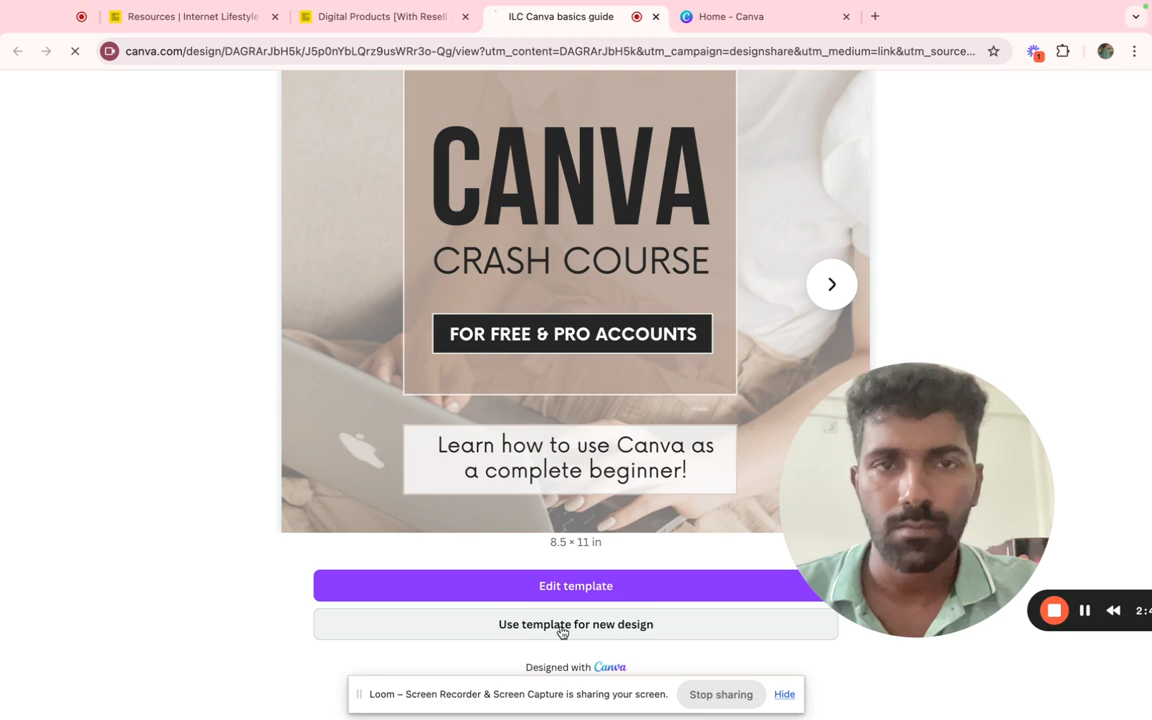 Resources | Internet Lifestyle
Digital Products [With Resell
ILC Canva basics guide
Home - Canva
canva.com/design/DAGRArJbH5k/J5p0nYbLQrz9usWRr3o-Qg/view?utm_content=DAGRArJbH5k&utm_campaign=designshare&utm_medium=link&utm_source...
1
CANVA
CRASH COURSE
FOR FREE & PRO ACCOUNTS
Learn how to use Canva as
a complete beginner!
8.5 × 11 in
Edit template
Use template for new design
Designed with Canva
Loom – Screen Recorder & Screen Capture is sharing your screen.
Stop sharing
Hide